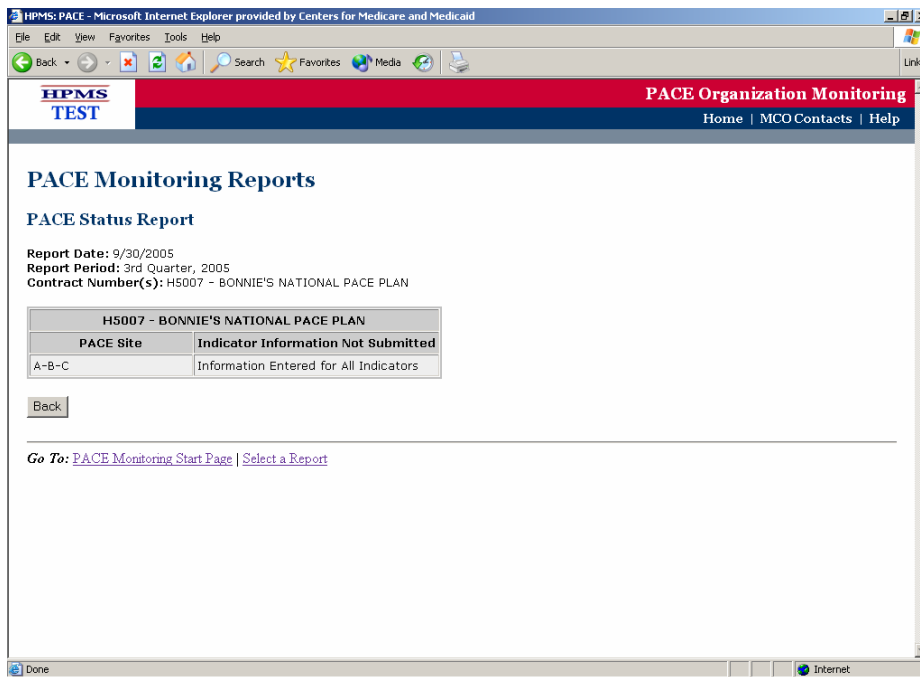 HPMS: PACE - Microsoft Internet Explorer provided by Centers for Medicare and Medicaid
File Edit View Favorites Tools Help
Back Search Favorites Media
HPMS
TEST
PACE Organization Monitoring
Home | MCO Contacts | Help
PACE Monitoring Reports
PACE Status Report
Report Date: 9/30/2005
Report Period: 3rd Quarter, 2005
Contract Number(s): H5007 - BONNIE'S NATIONAL PACE PLAN
H5007 - BONNIE'S NATIONAL PACE PLAN
PACE Site Indicator Information Not Submitted
A-B-C Information Entered for All Indicators
Back
Go To: PACE Monitoring Start Page | Select a Report
Done Internet